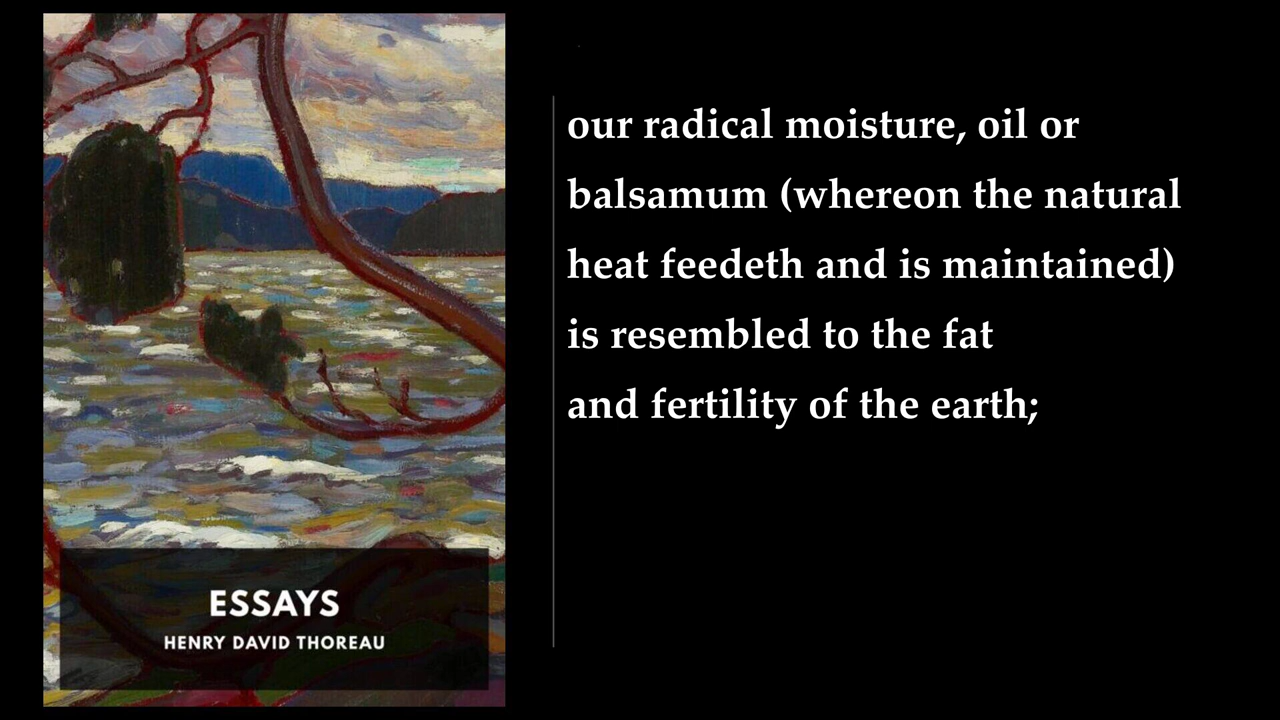 our radical moisture, oil or
balsamum (whereon the natural
heat feedeth and is maintained)
is resembled to the fat
and fertility of the earth;
ESSAYS
HENRY DAVID THOREAU